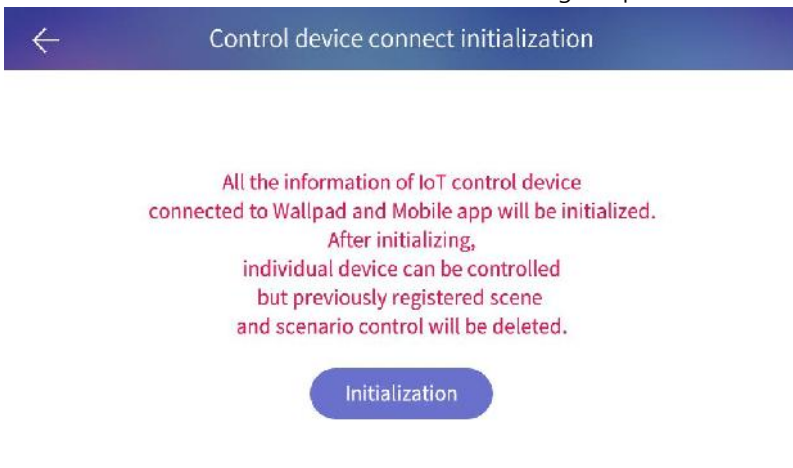 Control device connect initialization
All the information of IoT control device
connected to Wallpad and Mobile app will be initialized.
After initializing,
individual device can be controlled
but previously registered scene
and scenario control will be deleted.
Initialization